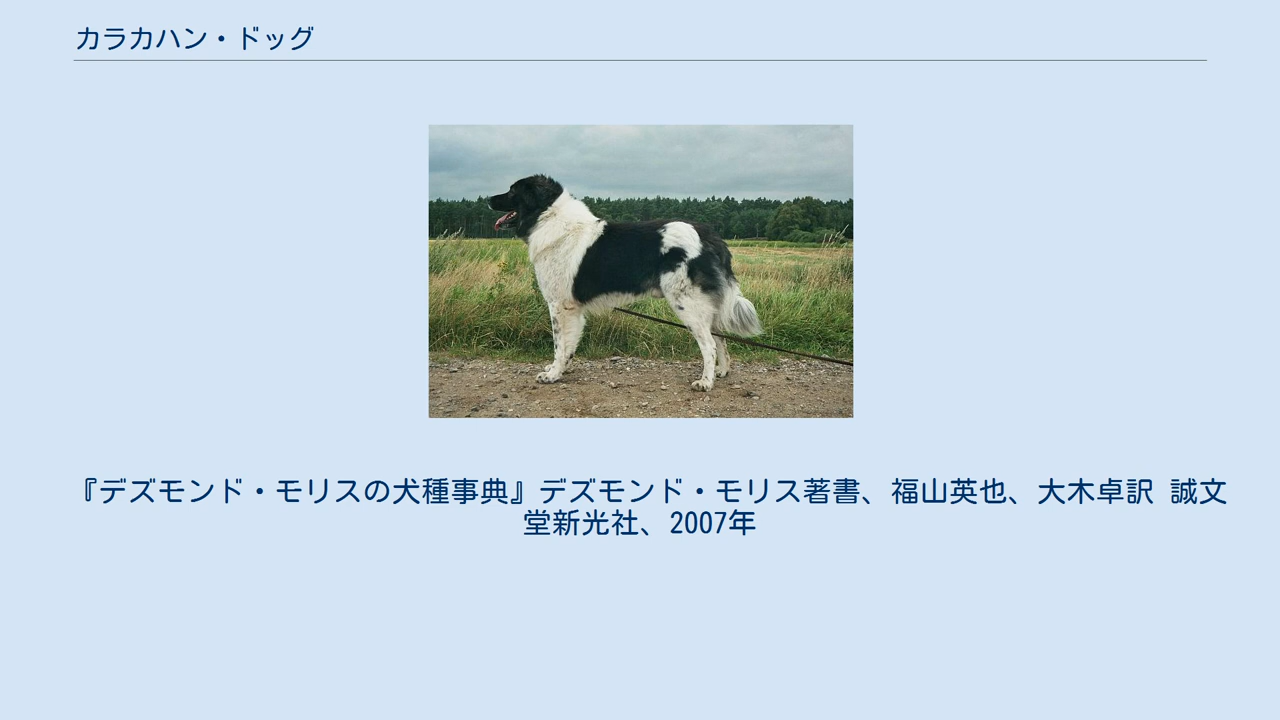 カラカハン・ドッグ
『デズモンド・モリスの犬種事典』デズモンド・モリス著書、福山英也、大木卓訳 誠文
堂新光社、2007年